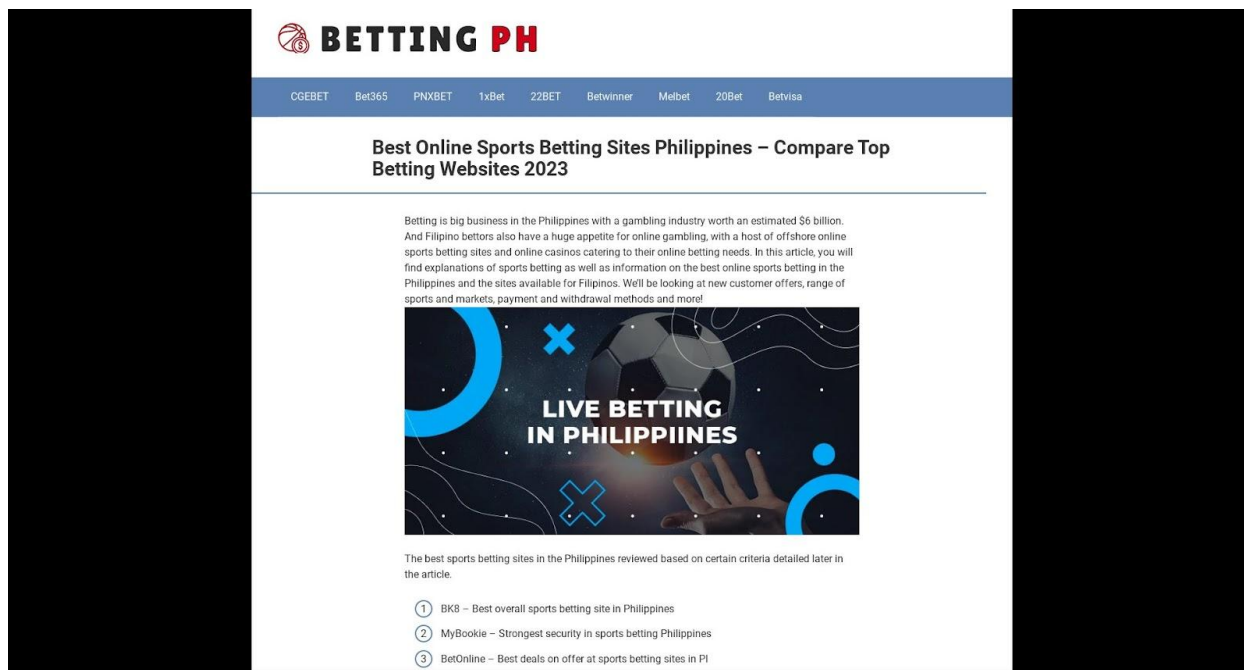 BETTING PH
CGEBET Bet365 PNXBET 1xBet 22BET Betwinner Melbet 20Bet Betvisa
Best Online Sports Betting Sites Philippines – Compare Top
Betting Websites 2023
Betting is big business in the Philippines with a gambling industry worth an estimated $6 billion.
And Filipino bettors also have a huge appetite for online gambling, with a host of offshore online
sports betting sites and online casinos catering to their online betting needs. In this article, you will
find explanations of sports betting as well as information on the best online sports betting in the
Philippines and the sites available for Filipinos. We'll be looking at new customer offers, range of
sports and markets, payment and withdrawal methods and more!
LIVE BETTING
IN PHILIPPIINES
The best sports betting sites in the Philippines reviewed based on certain criteria detailed later in
the article.
1 BK8 – Best overall sports betting site in Philippines
2 MyBookie – Strongest security in sports betting Philippines
3 BetOnline – Best deals on offer at sports betting sites in PI